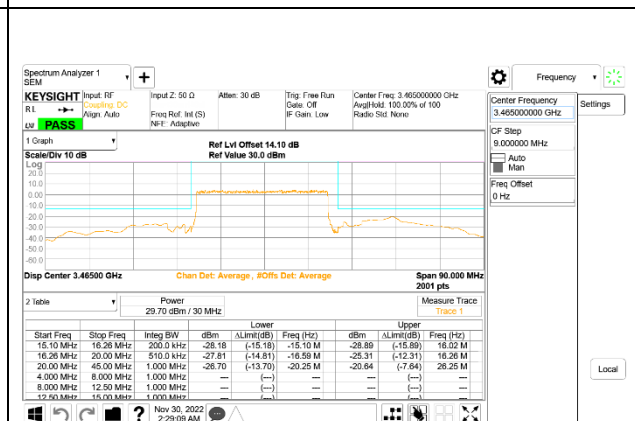 Spectrum Analyzer 1
SEM
Frequency
KEYSIGHT
Input: RF
Input Z: 50 Ω
Atten: 30 dB
Trig: Free Run
Center Freq: 3.465000000 GHz
RL
Coupling: DC
Gate: Off
Avg|Hold: 100.00% of 100
Align: Auto
Freq Ref: Int (S)
IF Gain: Low
Radio Std: None
NFE: Adaptive
PASS
Center Frequency
3.465000000 GHz
Settings
CF Step
9.000000 MHz
Auto
Man
Freq Offset
0 Hz
1 Graph
Ref Lvl Offset 14.10 dB
Scale/Div 10 dB
Ref Value 30.0 dBm
Log
20.0
10.0
0.00
-10.0
-20.0
-30.0
-40.0
-50.0
-60.0
Disp Center 3.46500 GHz
Chan Det: Average , #Offs Det: Average
Span 90.000 MHz
2001 pts
2 Table
Power
29.70 dBm / 30 MHz
Measure Trace
Trace 1
Lower Upper
Start Freq Stop Freq Integ BW dBm ΔLimit(dB) Freq (Hz) dBm ΔLimit(dB) Freq (Hz)
15.10 MHz 16.26 MHz 200.0 kHz -28.18 (-15.18) -15.10 M -28.89 (-15.89) 16.02 M
16.26 MHz 20.00 MHz 510.0 kHz -27.81 (-14.81) -16.59 M -25.31 (-12.31) 16.26 M
20.00 MHz 45.00 MHz 1.000 MHz -26.70 (-13.70) -20.25 M -20.64 (-7.64) 26.25 M
4.000 MHz 8.000 MHz 1.000 MHz --- (---) --- --- (---) ---
8.000 MHz 12.50 MHz 1.000 MHz --- (---) --- --- (---) ---
12.50 MHz 15.00 MHz 1.000 MHz --- (---) --- --- (---) ---
Local
Nov 30, 2022
2:29:09 AM